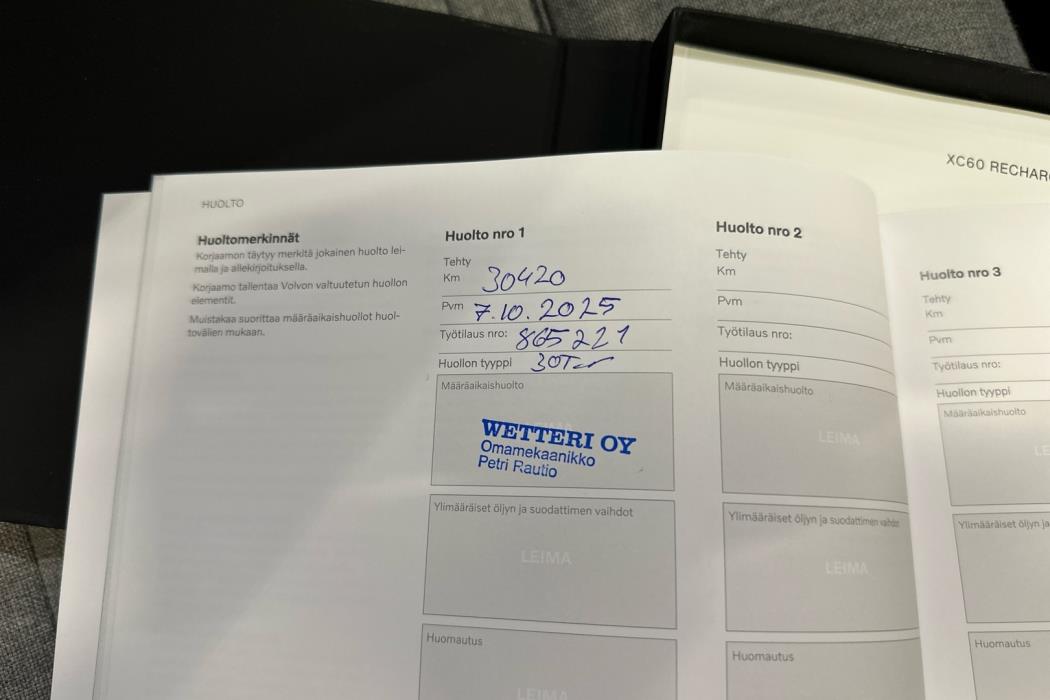 XC60 RECHAR
HUOLTO
Huoltomerkinnät
Korjaamon täytyy merkitä jokainen huolto lei-
malla ja allekirjoituksella.
Korjaamo tallentaa Volvon valtuutetun huollon
elementit.
Muistakaa suorittaa määräaikaishuollot huol-
tovälien mukaan.
Huolto nro 1
Tehty
Km 30420
Pvm 7.10.2025
Työtilaus nro: 865221
Huollon tyyppi
Määräaikaishuolto
WETTERI OY
Omamekaanikko
Petri Rautio
Ylimääräiset öljyn ja suodattimen vaihdot
LEIMA
Huomautus
LEIMA
Huolto nro 2
Tehty
Km
Pvm
Työtilaus nro:
Huollon tyyppi
Määräaikaishuolto
LEIMA
Ylimääräiset öljyn ja suodattimen vaihdot
LEIMA
Huomautus
Huolto nro 3
Tehty
Km
Pvm
Työtilaus nro:
Huollon tyyppi
Määräaikaishuolto
LE
Ylimääräiset öljyn ja
Huomautus